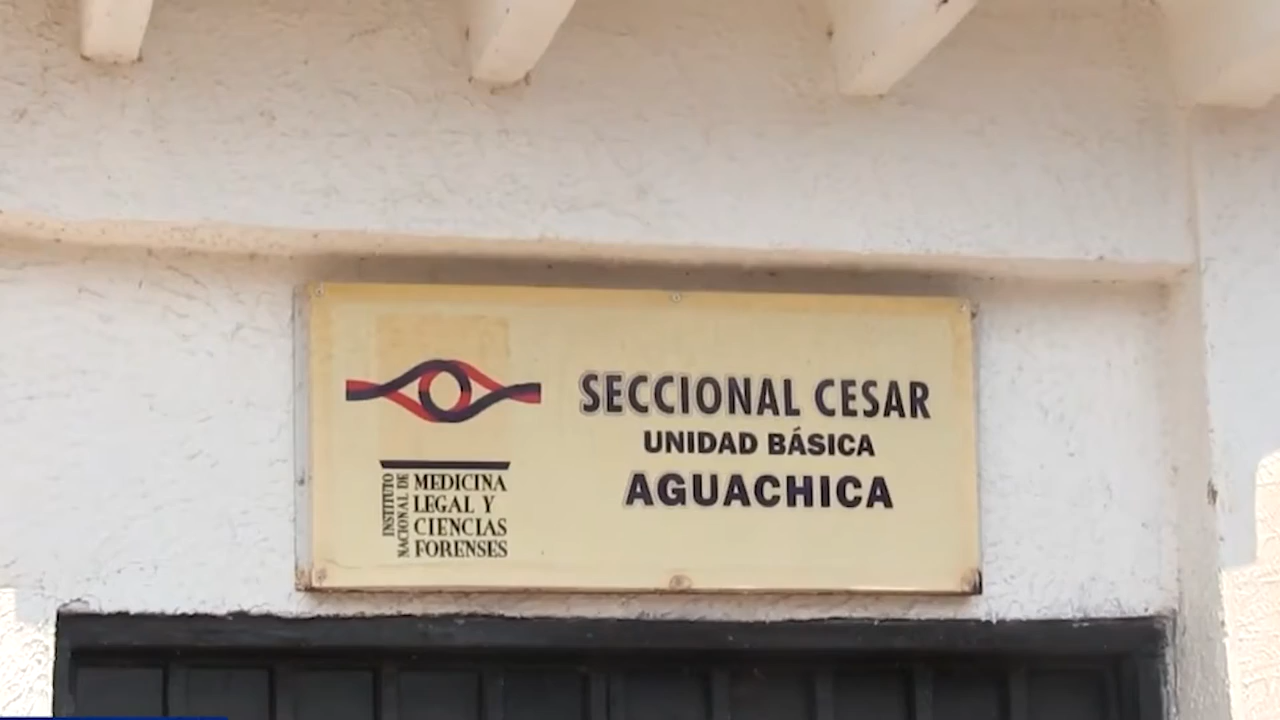 INSTITUTO
NACIONAL DE
MEDICINA
LEGAL Y
CIENCIAS
FORENSES
SECCIONAL CESAR
UNIDAD BÁSICA
AGUACHICA